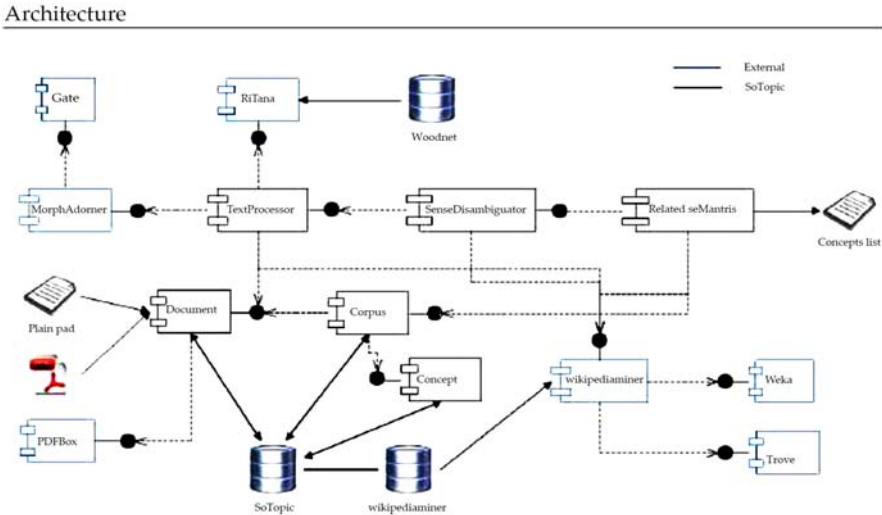 Architecture
External
SoTopic
Gate
RiTana
Woodnet
MorphAdorner
TextProcessor
SenseDisambiguator
Related seMantris
Concepts list
Plain pad
Document
Corpus
Concept
wikipediaminer
Weka
PDFBox
Trove
SoTopic
wikipediaminer